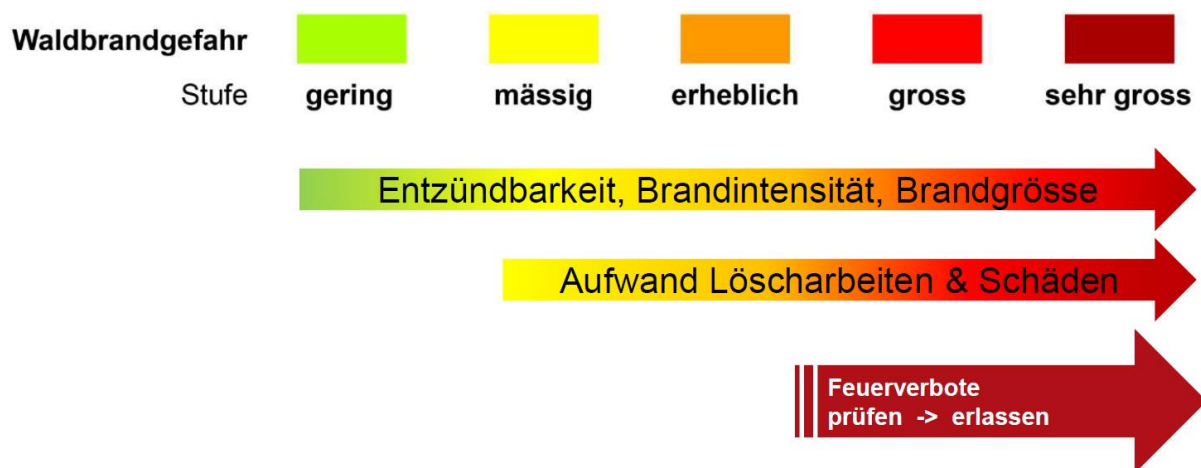 Waldbrandgefahr
Stufe gering mässig erheblich gross sehr gross
Entzündbarkeit, Brandintensität, Brandgrösse
Aufwand Löscharbeiten & Schäden
Feuerverbote
prüfen -> erlassen